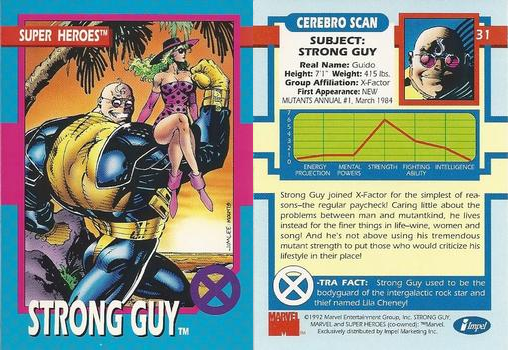 SUPER HEROES™
JIM LEE
STRONG GUY™
CEREBRO SCAN
31
SUBJECT:
STRONG GUY
Real Name: Guido
Height: 7'1" Weight: 415 lbs.
Group Affiliation: X-Factor
First Appearance: NEW
MUTANTS ANNUAL #1, March 1984
7
6
5
4
3
2
1
0
ENERGY
PROJECTION
MENTAL
POWERS
STRENGTH
FIGHTING
ABILITY
INTELLIGENCE
Strong Guy joined X-Factor for the simplest of rea-
sons–the regular paycheck! Caring little about the
problems between man and mutantkind, he lives
instead for the finer things in life–wine, women and
song! And he's not above using his tremendous
mutant strength to put those who would criticize his
lifestyle in their place!
X
-TRA FACT: Strong Guy used to be the
bodyguard of the intergalactic rock star and
thief named Lila Cheney!
MARVEL
©1992 Marvel Entertainment Group, Inc. STRONG GUY,
MARVEL and SUPER HEROES (co-owned): ™Marvel.
Exclusively distributed by Impel Marketing Inc.
Impel